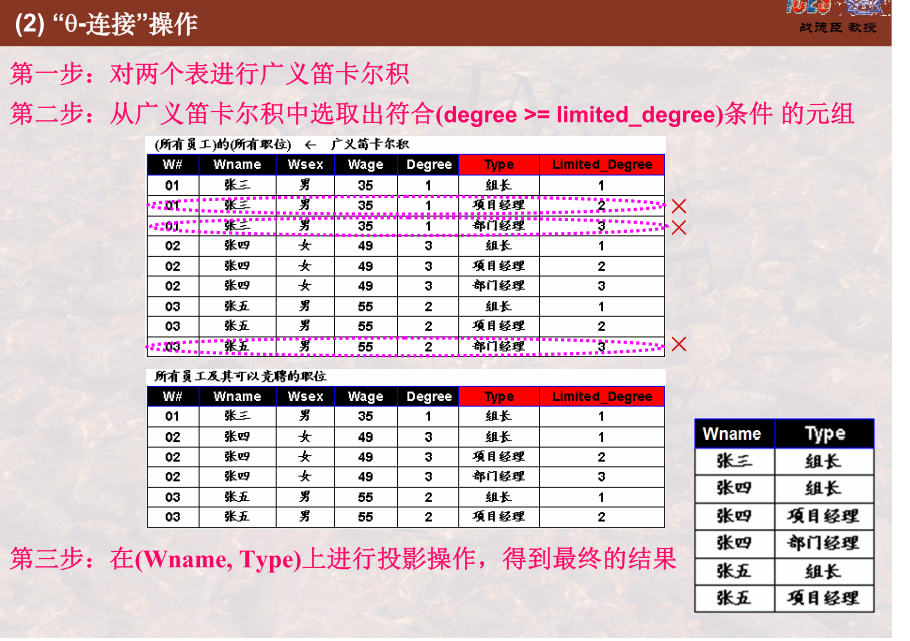 (2) “θ-连接”操作
战德臣 教授
第一步：对两个表进行广义笛卡尔积
第二步：从广义笛卡尔积中选取出符合(degree >= limited_degree)条件 的元组
(所有员工)的(所有职位) ← 广义笛卡尔积
W# Wname Wsex Wage Degree Type Limited_Degree
01 张三 男 35 1 组长 1
01 张三 男 35 1 项目经理 2 ×
01 张三 男 35 1 部门经理 3 ×
02 张四 女 49 3 组长 1
02 张四 女 49 3 项目经理 2
02 张四 女 49 3 部门经理 3
03 张五 男 55 2 组长 1
03 张五 男 55 2 项目经理 2
03 张五 男 55 2 部门经理 3 ×
所有员工及其可以竞聘的职位
W# Wname Wsex Wage Degree Type Limited_Degree
01 张三 男 35 1 组长 1
02 张四 女 49 3 组长 1
02 张四 女 49 3 项目经理 2
02 张四 女 49 3 部门经理 3
03 张五 男 55 2 组长 1
03 张五 男 55 2 项目经理 2
Wname Type
张三 组长
张四 组长
张四 项目经理
张四 部门经理
张五 组长
张五 项目经理
第三步：在(Wname, Type)上进行投影操作，得到最终的结果